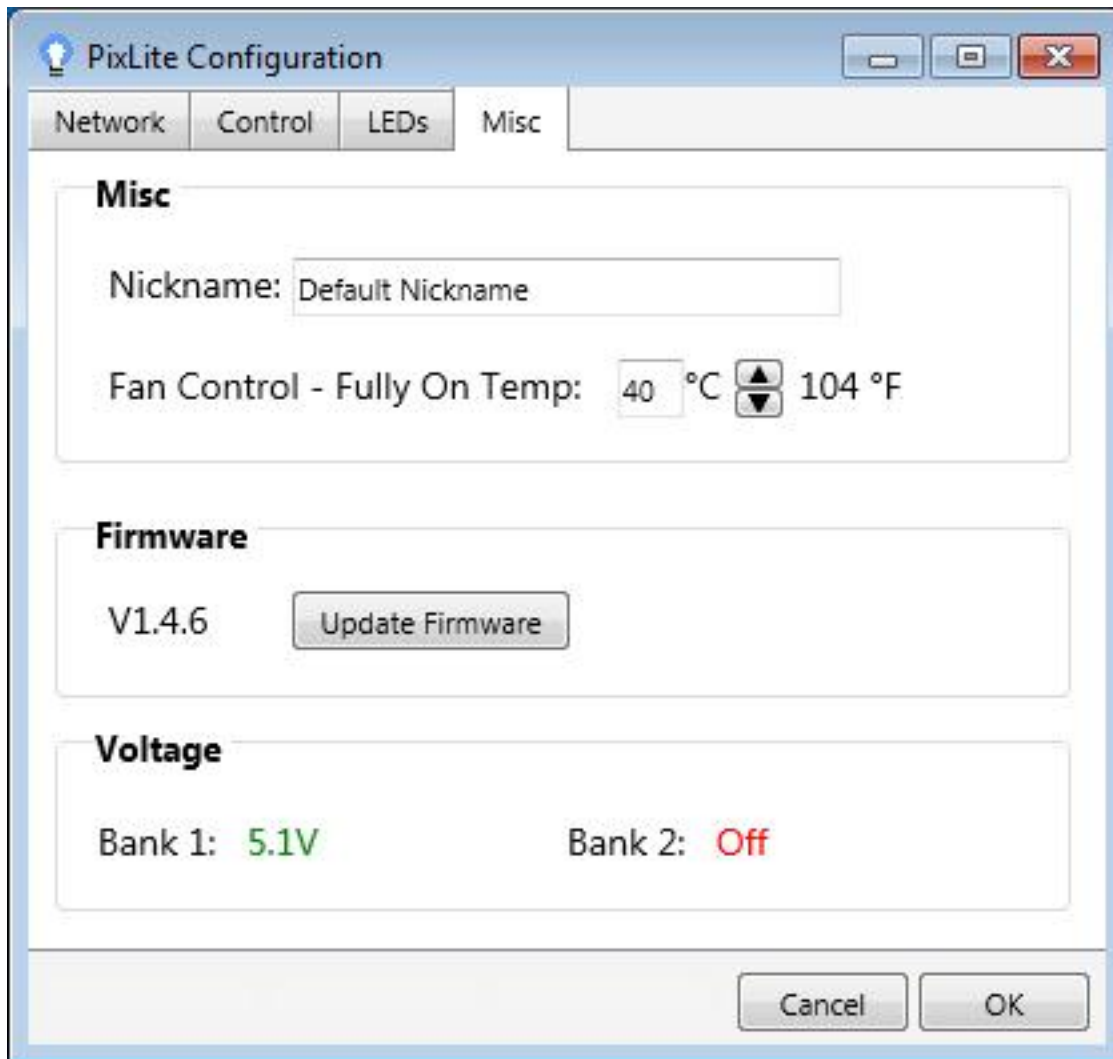 PixLite Configuration
Network Control LEDs Misc
Misc
Nickname: Default Nickname
Fan Control - Fully On Temp: 40 °C 104 °F
Firmware
V1.4.6 Update Firmware
Voltage
Bank 1: 5.1V Bank 2: Off
Cancel OK